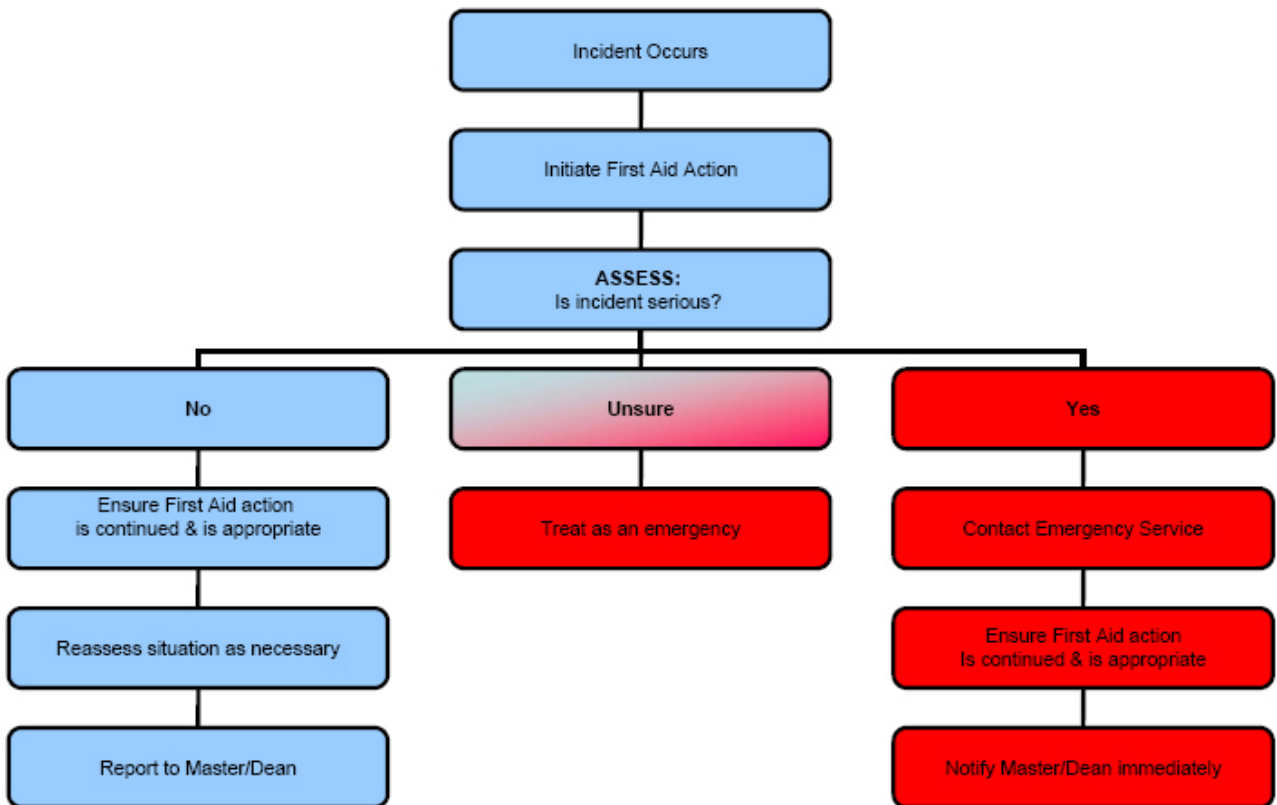 Incident Occurs
Initiate First Aid Action
ASSESS:
Is incident serious?
No
Unsure
Yes
Ensure First Aid action
is continued & is appropriate
Treat as an emergency
Contact Emergency Service
Reassess situation as necessary
Ensure First Aid action
Is continued & is appropriate
Report to Master/Dean
Notify Master/Dean immediately